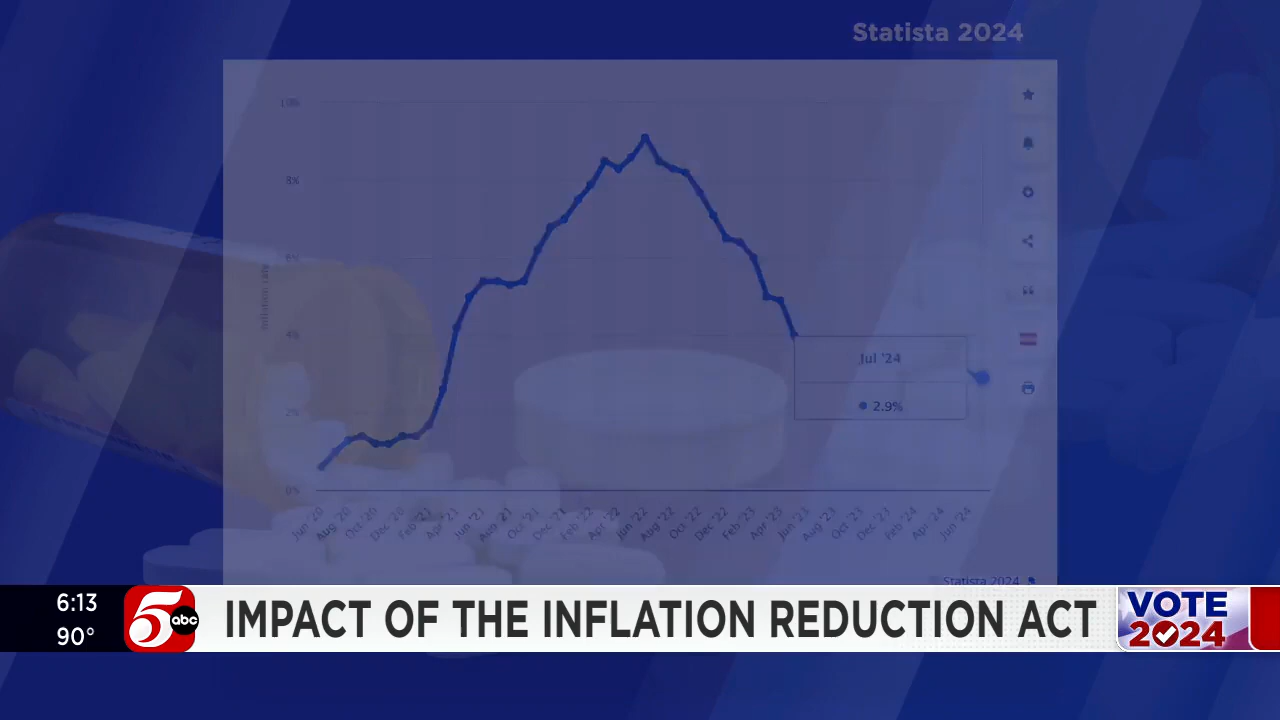 Statista 2024
10%
8%
6%
4%
2%
0%
Inflation rate
Jul '24
2.9%
Jun '20
Aug '20
Oct '20
Dec '20
Feb '21
Apr '21
Jun '21
Aug '21
Oct '21
Dec '21
Feb '22
Apr '22
Jun '22
Aug '22
Oct '22
Dec '22
Feb '23
Apr '23
Jun '23
Aug '23
Oct '23
Dec '23
Feb '24
Apr '24
Jun '24
Statista 2024
6:13
90°
5
abc
IMPACT OF THE INFLATION REDUCTION ACT
VOTE
2024